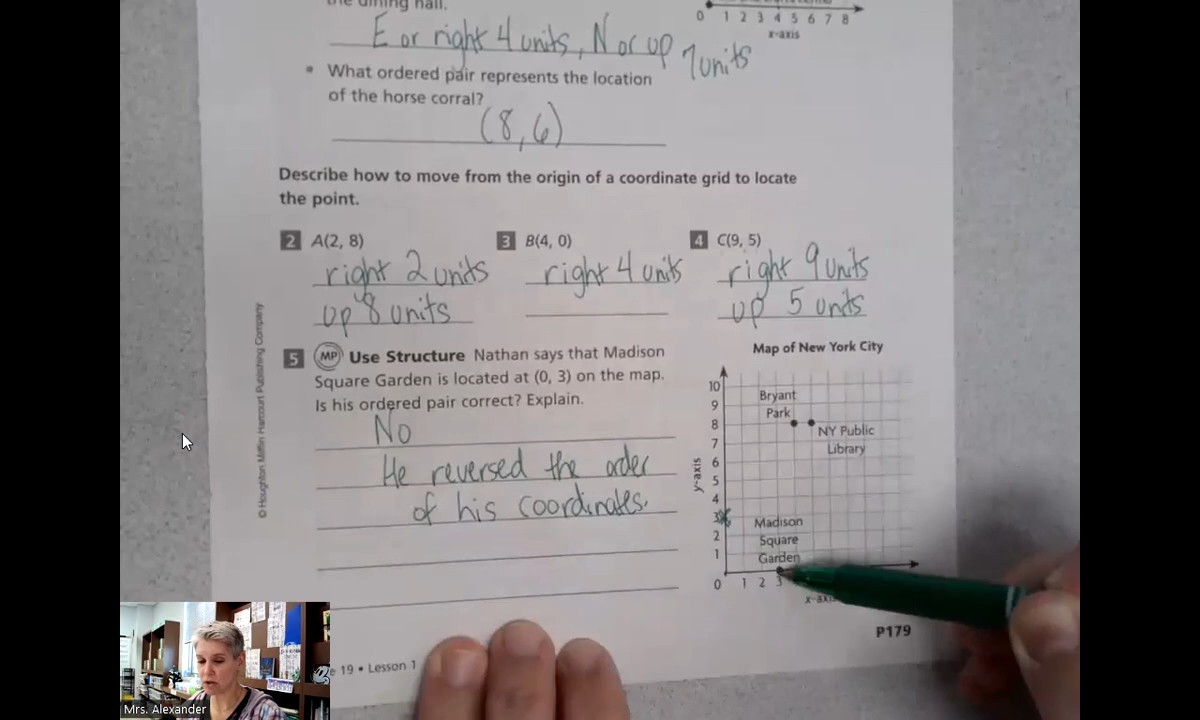 the dining hall.
E or right 4 units, N or up 7 units
0 1 2 3 4 5 6 7 8
x-axis
• What ordered pair represents the location
of the horse corral?
(8,6)
Describe how to move from the origin of a coordinate grid to locate
the point.
2 A(2, 8)
right 2 units
up 8 units
3 B(4, 0)
right 4 units
4 C(9, 5)
right 9 units
up 5 units
5 MP Use Structure Nathan says that Madison
Square Garden is located at (0, 3) on the map.
Is his ordered pair correct? Explain.
No
He reversed the order
of his coordinates.
Map of New York City
10
9
8
7
6
5
4
3
2
1
0 1 2 3
y-axis
Bryant
Park
NY Public
Library
Madison
Square
Garden
P179
19 • Lesson 1
© Houghton Mifflin Harcourt Publishing Company
Mrs. Alexander